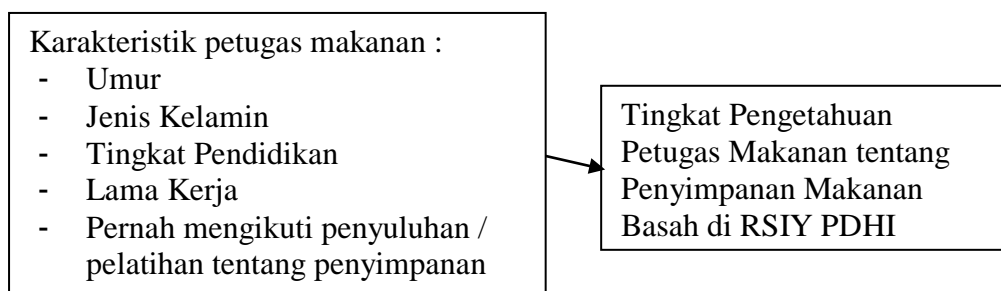 Karakteristik petugas makanan :
- Umur
- Jenis Kelamin
- Tingkat Pendidikan
- Lama Kerja
- Pernah mengikuti penyuluhan /
pelatihan tentang penyimpanan
Tingkat Pengetahuan
Petugas Makanan tentang
Penyimpanan Makanan
Basah di RSIY PDHI